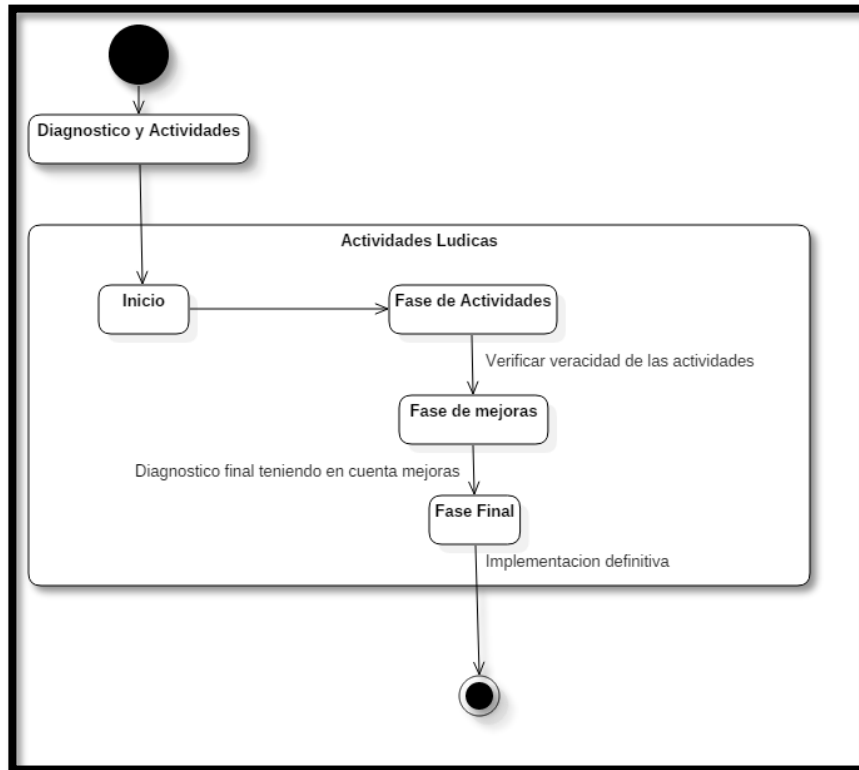 Diagnostico y Actividades
Actividades Ludicas
Inicio
Fase de Actividades
Verificar veracidad de las actividades
Fase de mejoras
Diagnostico final teniendo en cuenta mejoras
Fase Final
Implementacion definitiva